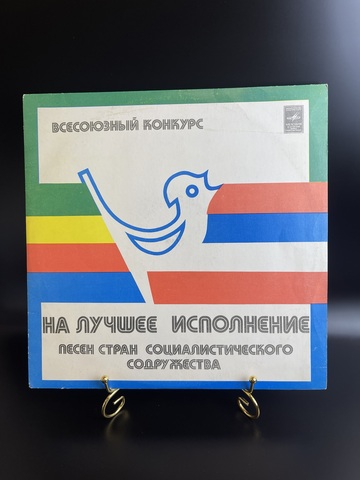 ВСЕСОЮЗНЫЙ КОНКУРС
НА ЛУЧШЕЕ ИСПОЛНЕНИЕ
ПЕСЕН СТРАН СОЦИАЛИСТИЧЕСКОГО
СОДРУЖЕСТВА